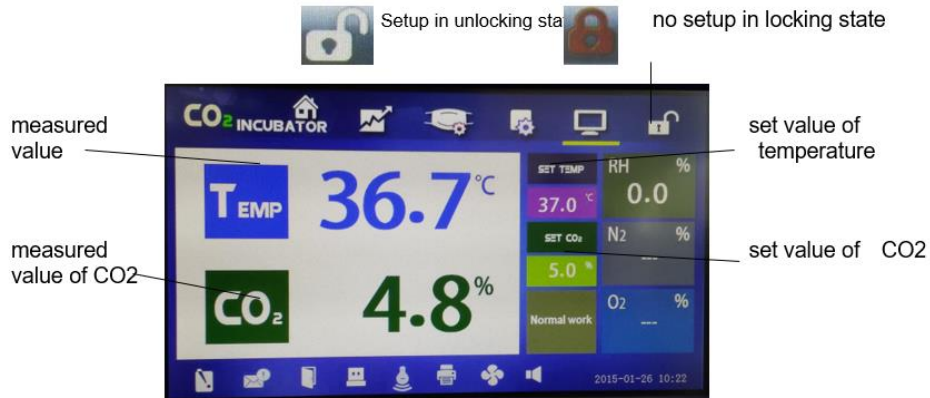 Setup in unlocking sta
no setup in locking state
measured
value
measured
value of CO2
set value of
temperature
set value of CO2
CO2 INCUBATOR
TEMP 36.7 °C
CO2 4.8 %
SET TEMP
37.0 °C
SET CO2
5.0 %
Normal work
RH %
0.0
N2 %
---
O2 %
---
2015-01-26 10:22